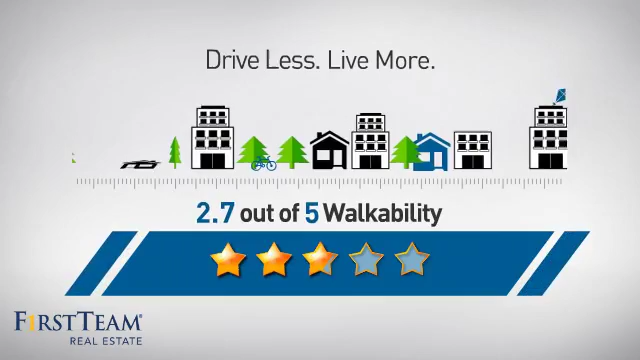 Drive Less. Live More.
2.7 out of 5 Walkability
FIRSTTEAM®
REAL ESTATE